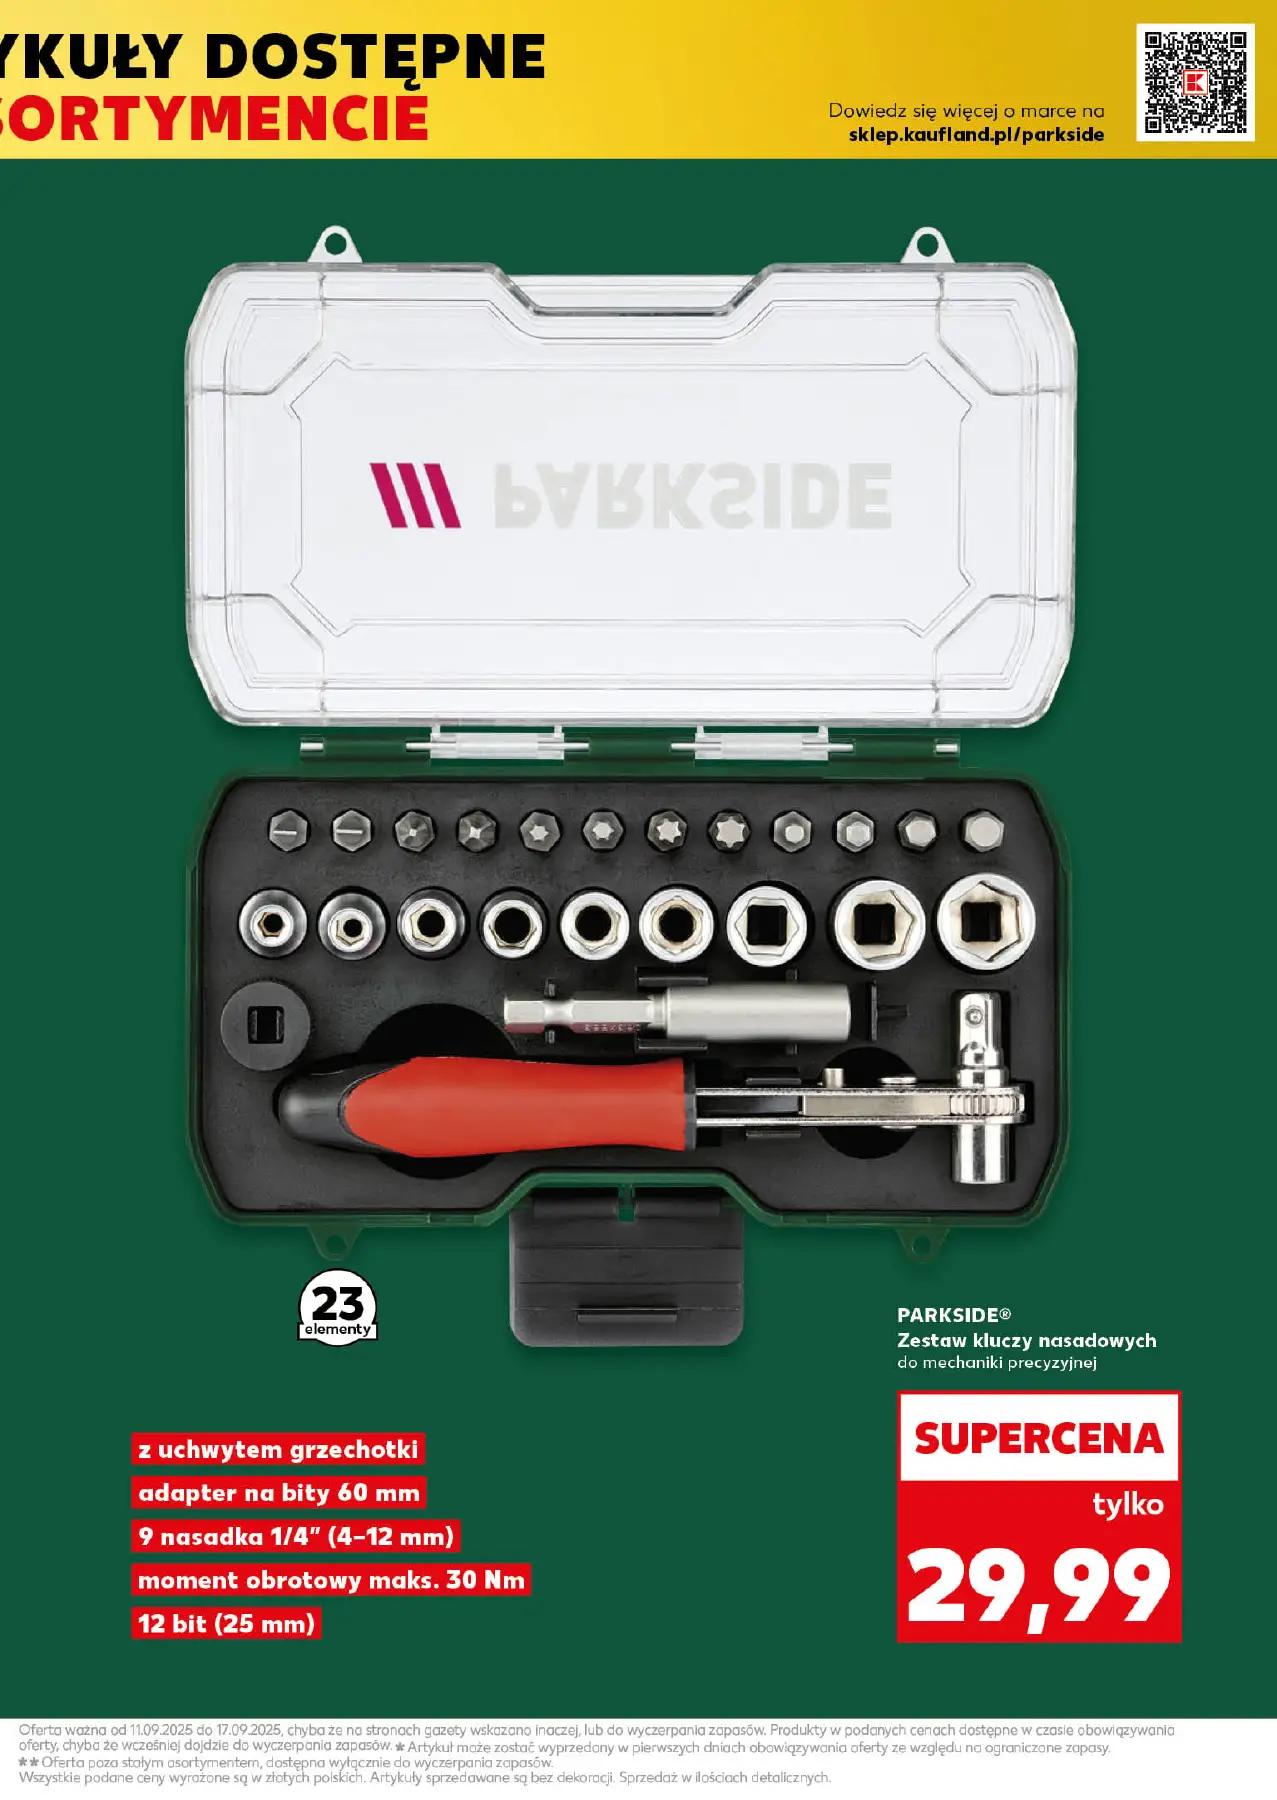 YKUŁY DOSTĘPNE
SORTYMENCIE
Dowiedz się więcej o marce na
sklep.kaufland.pl/parkside
PARKSIDE
23
elementy
PARKSIDE®
Zestaw kluczy nasadowych
do mechaniki precyzyjnej
z uchwytem grzechotki
adapter na bity 60 mm
9 nasadka 1/4" (4–12 mm)
moment obrotowy maks. 30 Nm
12 bit (25 mm)
SUPERCENA
tylko
29,99
Oferta ważna od 11.09.2025 do 17.09.2025, chyba że na stronach gazety wskazano inaczej, lub do wyczerpania zapasów. Produkty w podanych cenach dostępne w czasie obowiązywania
oferty, chyba że wcześniej dojdzie do wyczerpania zapasów. * Artykuł może zostać wyprzedany w pierwszych dniach obowiązywania oferty ze względu na ograniczone zapasy.
** Oferta poza stałym asortymentem, dostępna wyłącznie do wyczerpania zapasów.
Wszystkie podane ceny wyrażone są w złotych polskich. Artykuły sprzedawane są bez dekoracji. Sprzedaż w ilościach detalicznych.